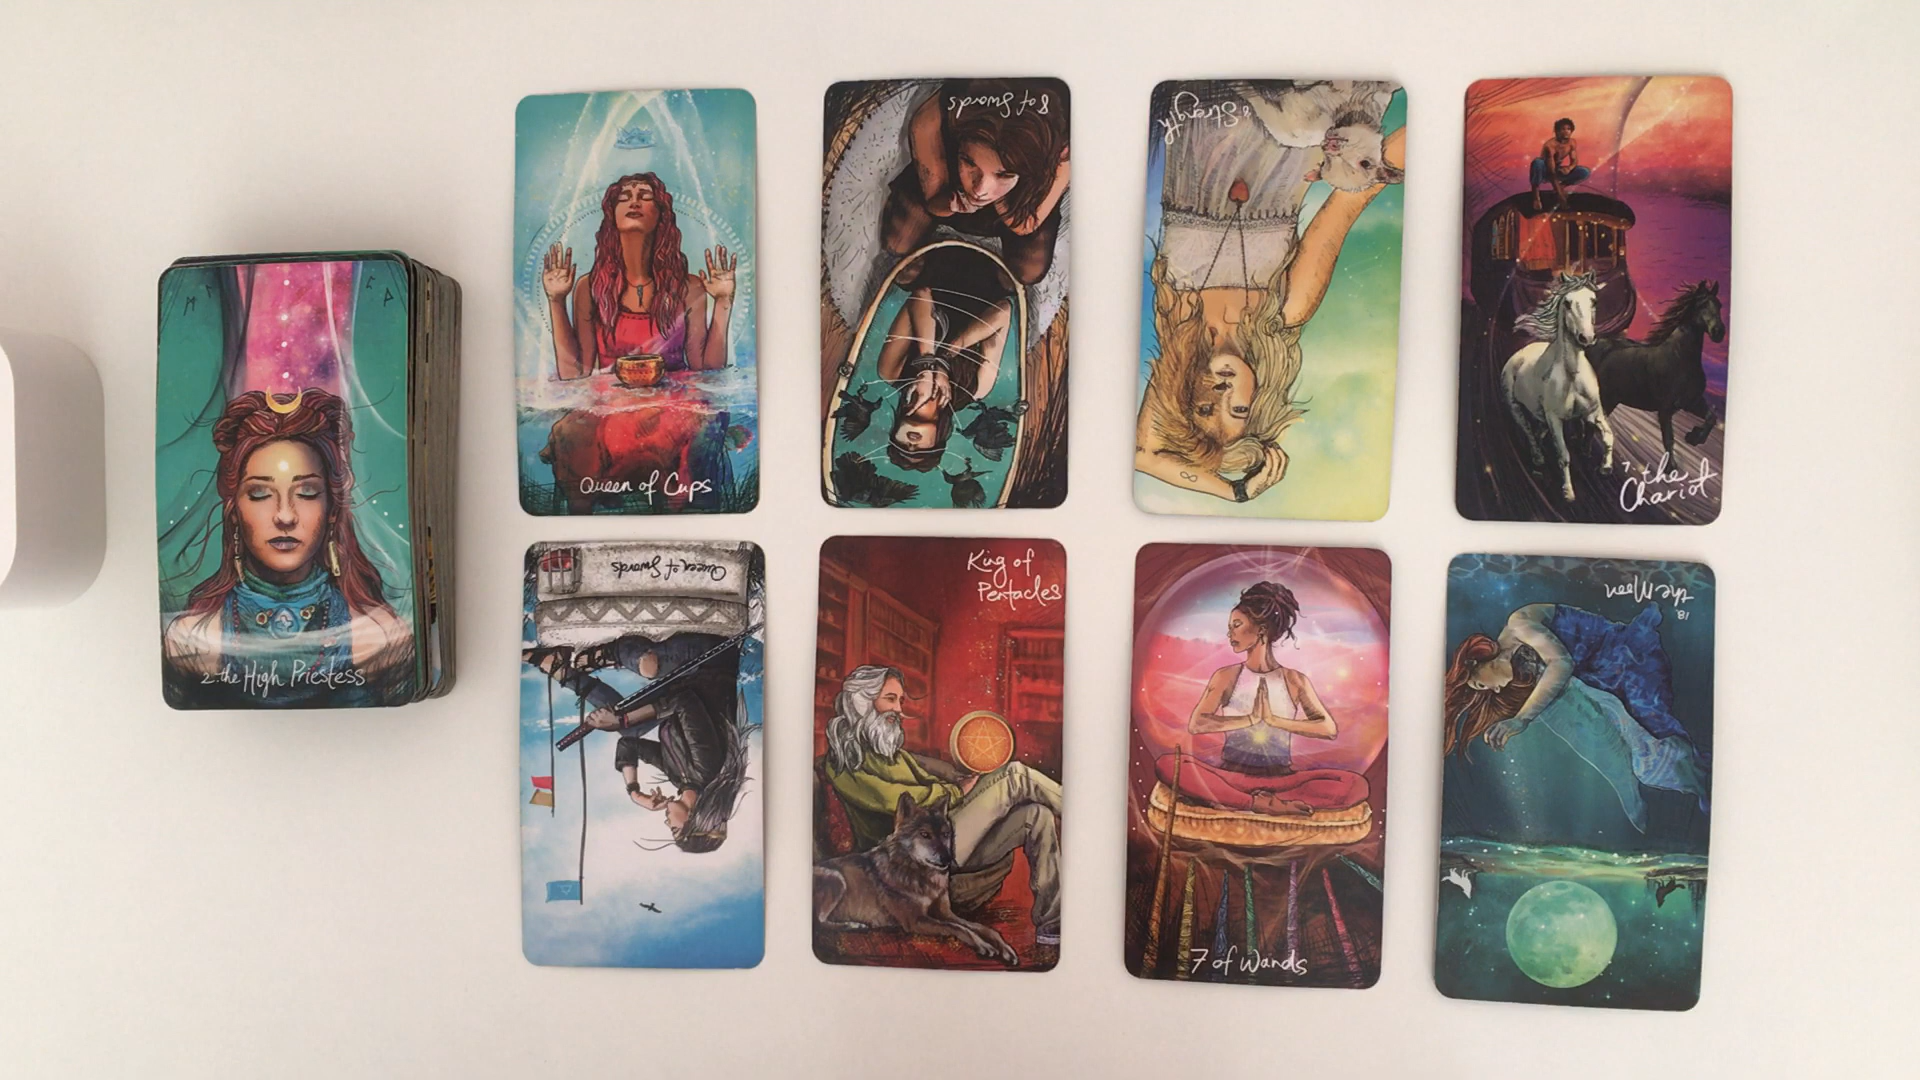 Queen of Cups
8 of Swords
8. Strength
7. the
Chariot
2. the High Priestess
Queen of Swords
King of
Pentacles
7 of Wands
18.
the Moon